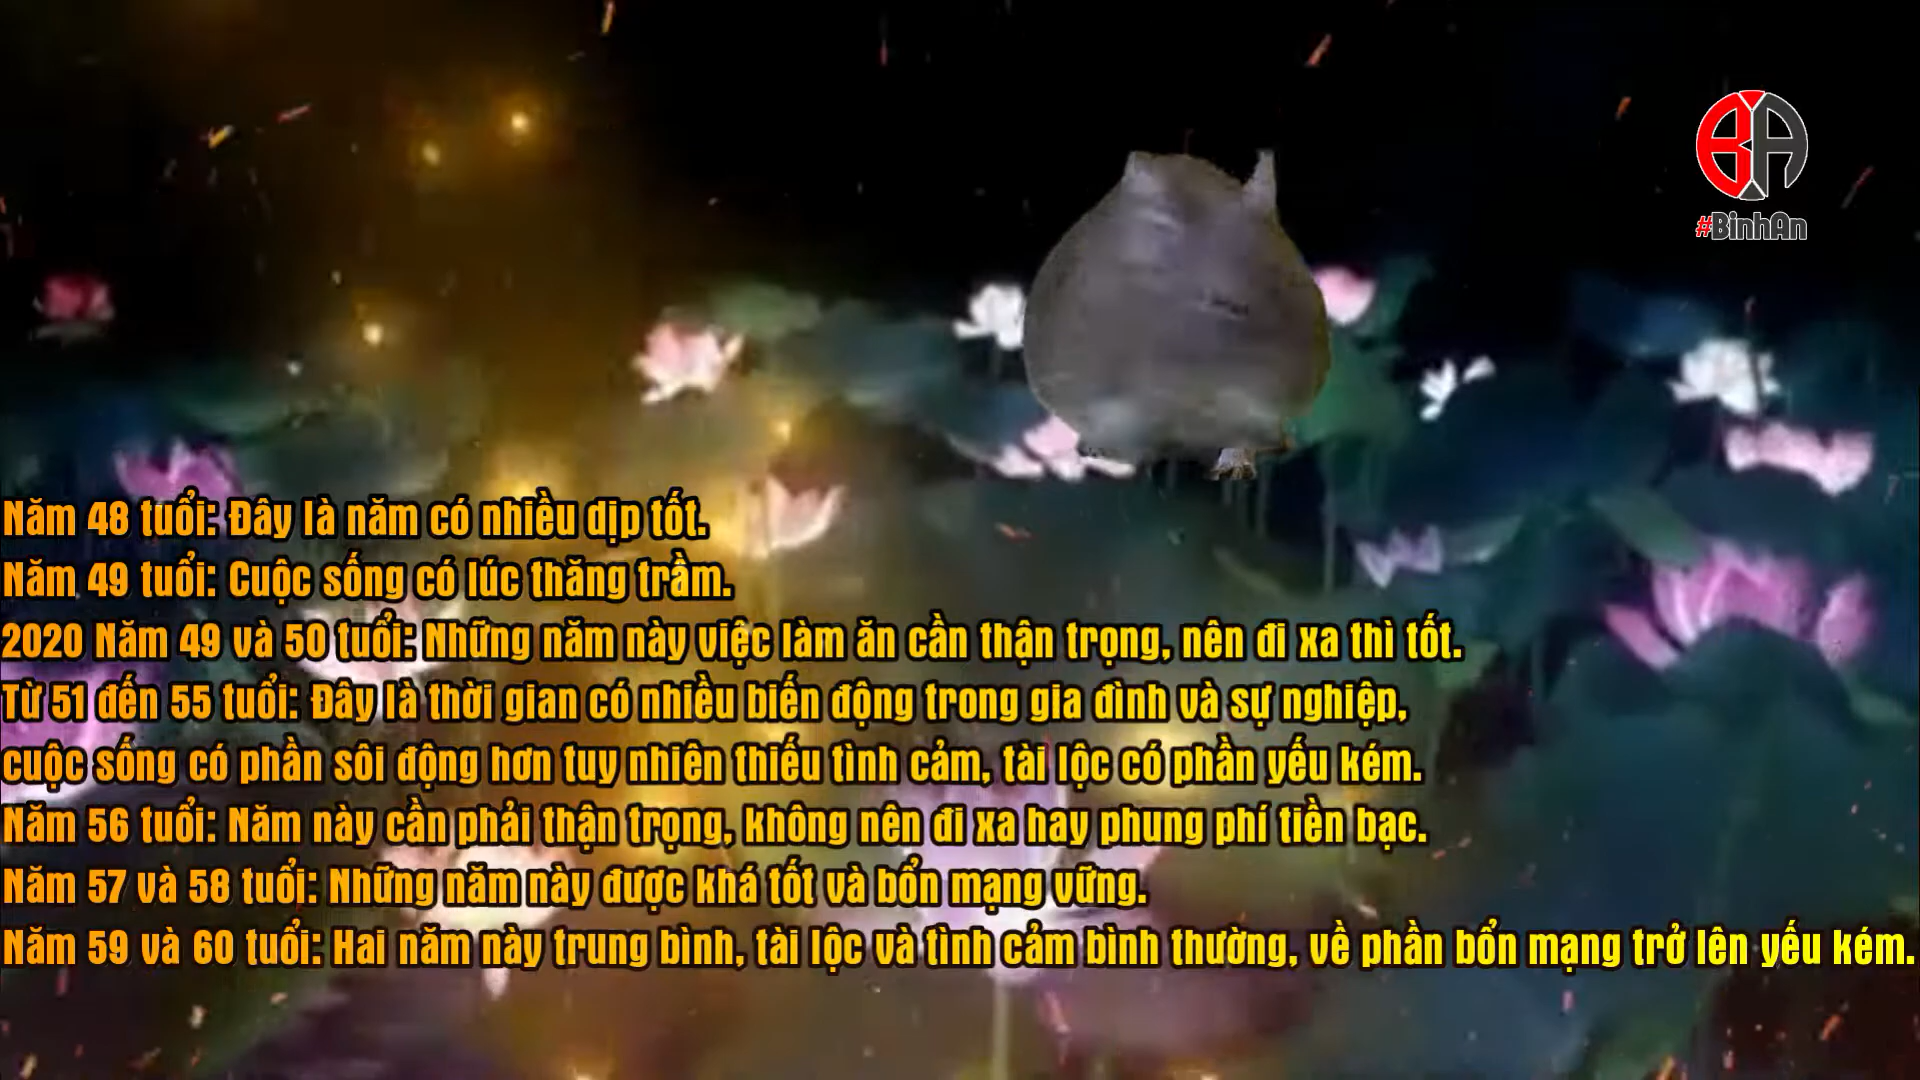 BA
#BinhAn
Năm 48 tuổi: Đây là năm có nhiều dịp tốt.
Năm 49 tuổi: Cuộc sống có lúc thăng trầm.
2020 Năm 49 và 50 tuổi: Những năm này việc làm ăn cần thận trọng, nên đi xa thì tốt.
Từ 51 đến 55 tuổi: Đây là thời gian có nhiều biến động trong gia đình và sự nghiệp,
cuộc sống có phần sôi động hơn tuy nhiên thiếu tình cảm, tài lộc có phần yếu kém.
Năm 56 tuổi: Năm này cần phải thận trọng, không nên đi xa hay phung phí tiền bạc.
Năm 57 và 58 tuổi: Những năm này được khá tốt và bổn mạng vững.
Năm 59 và 60 tuổi: Hai năm này trung bình, tài lộc và tình cảm bình thường, về phần bổn mạng trở lên yếu kém.